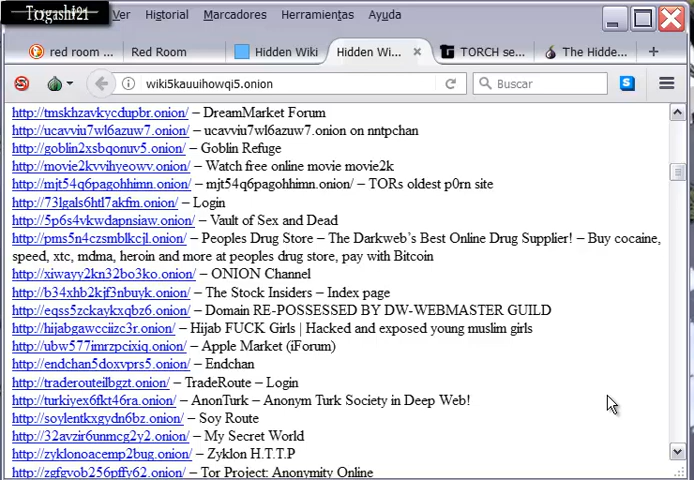 Togashi21
Ver Historial Marcadores Herramientas Ayuda
red room ... Red Room Hidden Wiki Hidden Wi... TORCH se... The Hidde...
wiki5kauuihowqi5.onion Buscar
http://tmskhzavkycdupbr.onion/ – DreamMarket Forum
http://ucavviu7wl6azuw7.onion/ – ucavviu7wl6azuw7.onion on nntpchan
http://goblin2xsbqonuv5.onion/ – Goblin Refuge
http://movie2kvvihyeowv.onion/ – Watch free online movie movie2k
http://mjt54q6pagohhimn.onion/ – mjt54q6pagohhimn.onion/ – TORs oldest p0rn site
http://73lgals6htl7akfm.onion/ – Login
http://5p6s4vkwdapnsiaw.onion/ – Vault of Sex and Dead
http://pms5n4czsmblkcjl.onion/ – Peoples Drug Store – The Darkweb’s Best Online Drug Supplier! – Buy cocaine,
speed, xtc, mdma, heroin and more at peoples drug store, pay with Bitcoin
http://xiwayy2kn32bo3ko.onion/ – ONION Channel
http://b34xhb2kjf3nbuyk.onion/ – The Stock Insiders – Index page
http://eqss5zckaykxqbz6.onion/ – Domain RE-POSSESSED BY DW-WEBMASTER GUILD
[address omitted] – Hijab FUCK Girls | Hacked and exposed young muslim girls
http://ubw577imrzpcixiq.onion/ – Apple Market (iForum)
http://endchan5doxvprs5.onion/ – Endchan
http://traderouteilbgzt.onion/ – TradeRoute – Login
http://turkiyex6fkt46ra.onion/ – AnonTurk – Anonym Turk Society in Deep Web!
http://soylentkxgydn6bz.onion/ – Soy Route
http://32avzir6unmcg2y2.onion/ – My Secret World
http://zyklonoacemp2bug.onion/ – Zyklon H.T.T.P
http://zgfgvob256pffy62.onion/ – Tor Project: Anonymity Online